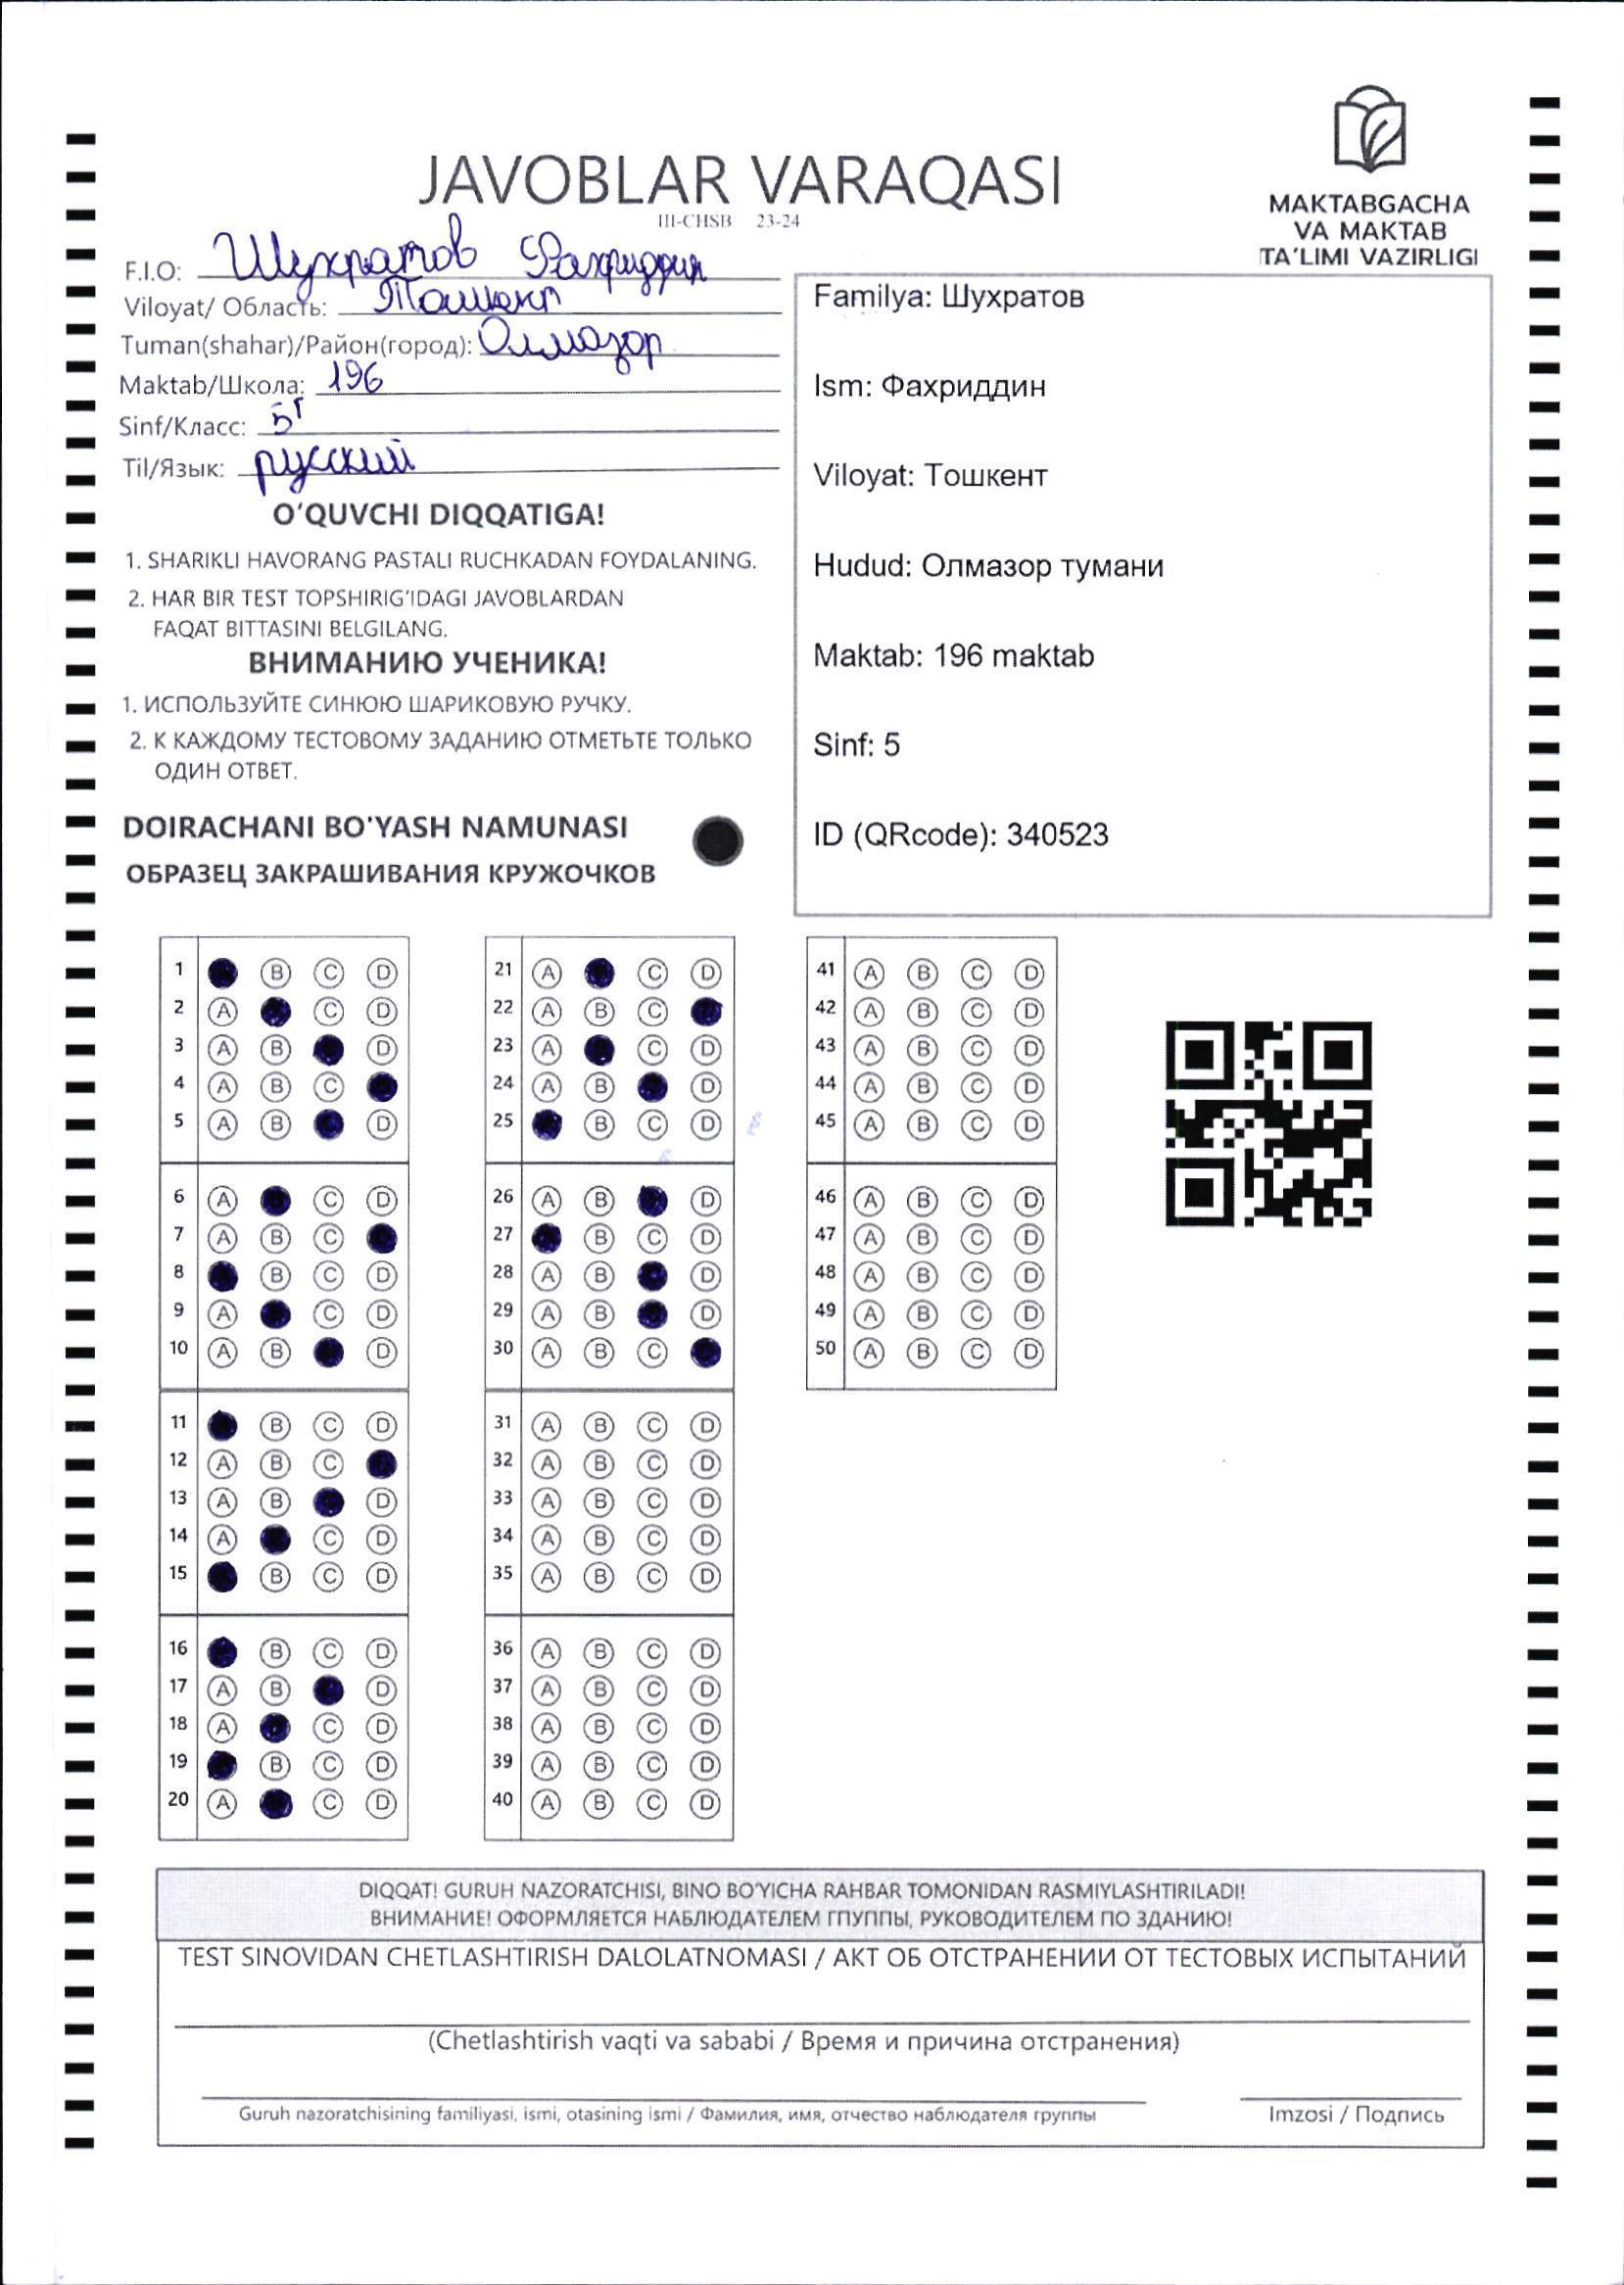 JAVOBLAR VARAQASI
III-CHSB 23-24
MAKTABGACHA
VA MAKTAB
TA'LIMI VAZIRLIGI
F.I.O: Шухратов Фахриддин
Viloyat/ Область: Ташкент
Tuman(shahar)/Район(город): Олмазор
Maktab/Школа: 196
Sinf/Класс: 5г
Til/Язык: русский
O'QUVCHI DIQQATIGA!
1. SHARIKLI HAVORANG PASTALI RUCHKADAN FOYDALANING.
2. HAR BIR TEST TOPSHIRIG'IDAGI JAVOBLARDAN
FAQAT BITTASINI BELGILANG.
ВНИМАНИЮ УЧЕНИКА!
1. ИСПОЛЬЗУЙТЕ СИНЮЮ ШАРИКОВУЮ РУЧКУ.
2. К КАЖДОМУ ТЕСТОВОМУ ЗАДАНИЮ ОТМЕТЬТЕ ТОЛЬКО
ОДИН ОТВЕТ.
DOIRACHANI BO'YASH NAMUNASI
ОБРАЗЕЦ ЗАКРАШИВАНИЯ КРУЖОЧКОВ
Familya: Шухратов
Ism: Фахриддин
Viloyat: Тошкент
Hudud: Олмазор тумани
Maktab: 196 maktab
Sinf: 5
ID (QRcode): 340523
1 B C D
2 A C D
3 A B D
4 A B C
5 A B D
6 A C D
7 A B C
8 B C D
9 A C D
10 A B D
11 B C D
12 A B C
13 A B D
14 A C D
15 B C D
16 B C D
17 A B D
18 A C D
19 B C D
20 A C D
21 A C D
22 A B C
23 A C D
24 A B D
25 B C D
26 A B D
27 B C D
28 A B D
29 A B D
30 A B C
31 A B C D
32 A B C D
33 A B C D
34 A B C D
35 A B C D
36 A B C D
37 A B C D
38 A B C D
39 A B C D
40 A B C D
41 A B C D
42 A B C D
43 A B C D
44 A B C D
45 A B C D
46 A B C D
47 A B C D
48 A B C D
49 A B C D
50 A B C D
DIQQAT! GURUH NAZORATCHISI, BINO BO'YICHA RAHBAR TOMONIDAN RASMIYLASHTIRILADI!
ВНИМАНИЕ! ОФОРМЛЯЕТСЯ НАБЛЮДАТЕЛЕМ ГПУППЫ, РУКОВОДИТЕЛЕМ ПО ЗДАНИЮ!
TEST SINOVIDAN CHETLASHTIRISH DALOLATNOMASI / АКТ ОБ ОТСТРАНЕНИИ ОТ ТЕСТОВЫХ ИСПЫТАНИЙ
(Chetlashtirish vaqti va sababi / Время и причина отстранения)
Guruh nazoratchisining familiyasi, ismi, otasining ismi / Фамилия, имя, отчество наблюдателя группы
Imzosi / Подпись